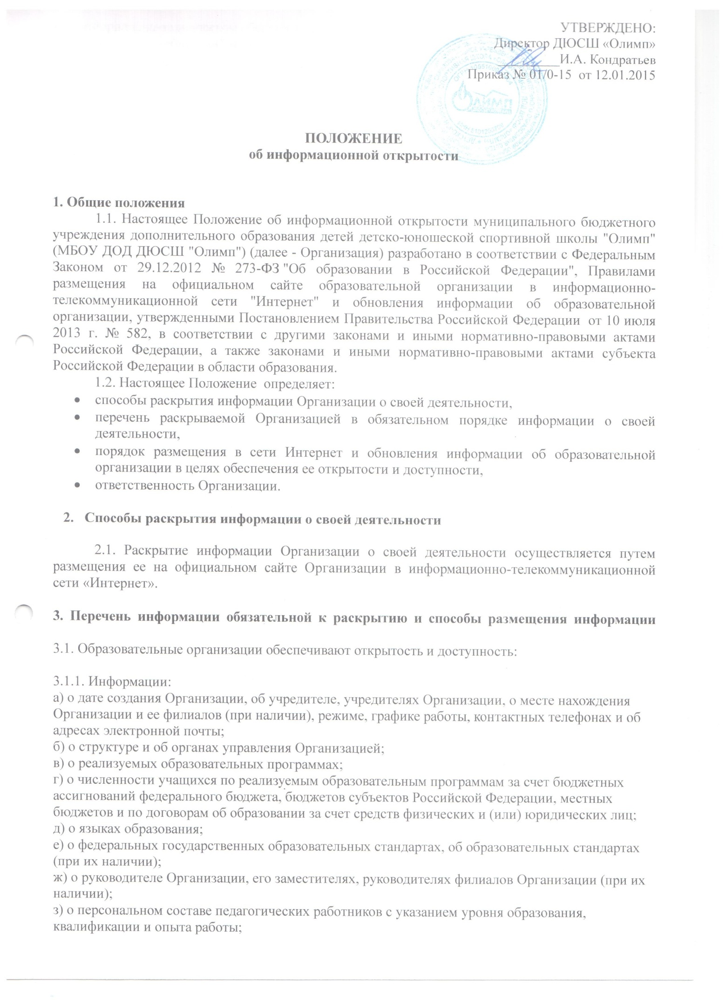 УТВЕРЖДЕНО:
Директор ДЮСШ «Олимп»
_________И.А. Кондратьев
Приказ № 01/0-15 от 12.01.2015
ОЛИМП
ПОЛОЖЕНИЕ
об информационной открытости
1. Общие положения
1.1. Настоящее Положение об информационной открытости муниципального бюджетного
учреждения дополнительного образования детей детско-юношеской спортивной школы "Олимп"
(МБОУ ДОД ДЮСШ "Олимп") (далее - Организация) разработано в соответствии с Федеральным
Законом от 29.12.2012 № 273-ФЗ "Об образовании в Российской Федерации", Правилами
размещения на официальном сайте образовательной организации в информационно-
телекоммуникационной сети "Интернет" и обновления информации об образовательной
организации, утвержденными Постановлением Правительства Российской Федерации от 10 июля
2013 г. № 582, в соответствии с другими законами и иными нормативно-правовыми актами
Российской Федерации, а также законами и иными нормативно-правовыми актами субъекта
Российской Федерации в области образования.
1.2. Настоящее Положение определяет:
• способы раскрытия информации Организации о своей деятельности,
• перечень раскрываемой Организацией в обязательном порядке информации о своей
деятельности,
• порядок размещения в сети Интернет и обновления информации об образовательной
организации в целях обеспечения ее открытости и доступности,
• ответственность Организации.
2. Способы раскрытия информации о своей деятельности
2.1. Раскрытие информации Организации о своей деятельности осуществляется путем
размещения ее на официальном сайте Организации в информационно-телекоммуникационной
сети «Интернет».
3. Перечень информации обязательной к раскрытию и способы размещения информации
3.1. Образовательные организации обеспечивают открытость и доступность:
3.1.1. Информации:
а) о дате создания Организации, об учредителе, учредителях Организации, о месте нахождения
Организации и ее филиалов (при наличии), режиме, графике работы, контактных телефонах и об
адресах электронной почты;
б) о структуре и об органах управления Организацией;
в) о реализуемых образовательных программах;
г) о численности учащихся по реализуемым образовательным программам за счет бюджетных
ассигнований федерального бюджета, бюджетов субъектов Российской Федерации, местных
бюджетов и по договорам об образовании за счет средств физических и (или) юридических лиц;
д) о языках образования;
е) о федеральных государственных образовательных стандартах, об образовательных стандартах
(при их наличии);
ж) о руководителе Организации, его заместителях, руководителях филиалов Организации (при их
наличии);
з) о персональном составе педагогических работников с указанием уровня образования,
квалификации и опыта работы;